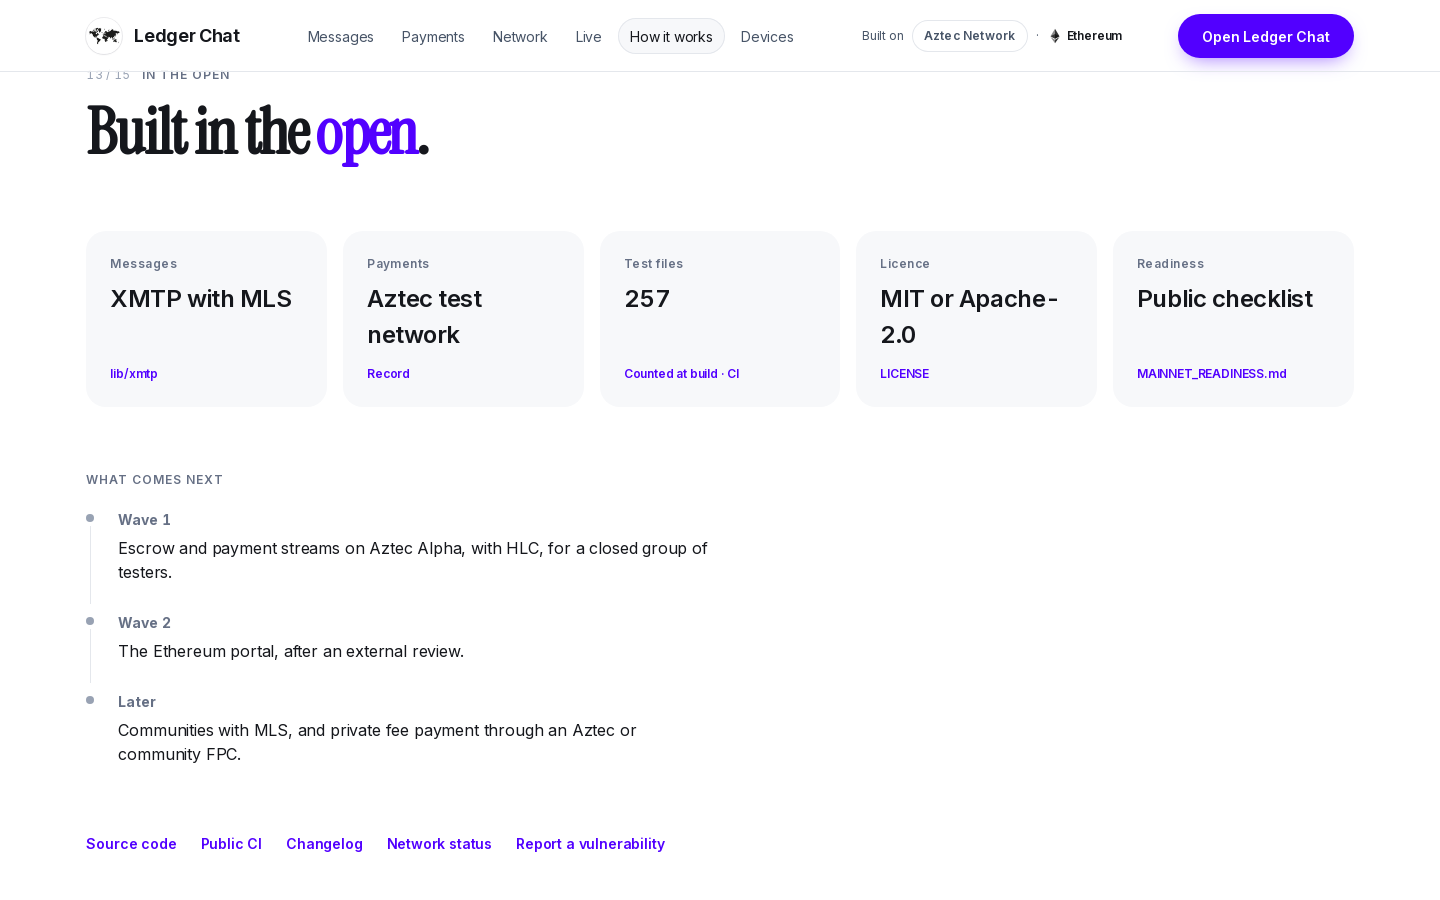 Ledger Chat
Messages
Payments
Network
Live
How it works
Devices
Built on
Aztec Network
·
Ethereum
Open Ledger Chat
13/15 IN THE OPEN
Built in the open.
Messages
XMTP with MLS
lib/xmtp
Payments
Aztec test
network
Record
Test files
257
Counted at build · CI
Licence
MIT or Apache-
2.0
LICENSE
Readiness
Public checklist
MAINNET_READINESS.md
WHAT COMES NEXT
Wave 1
Escrow and payment streams on Aztec Alpha, with HLC, for a closed group of
testers.
Wave 2
The Ethereum portal, after an external review.
Later
Communities with MLS, and private fee payment through an Aztec or
community FPC.
Source code
Public CI
Changelog
Network status
Report a vulnerability